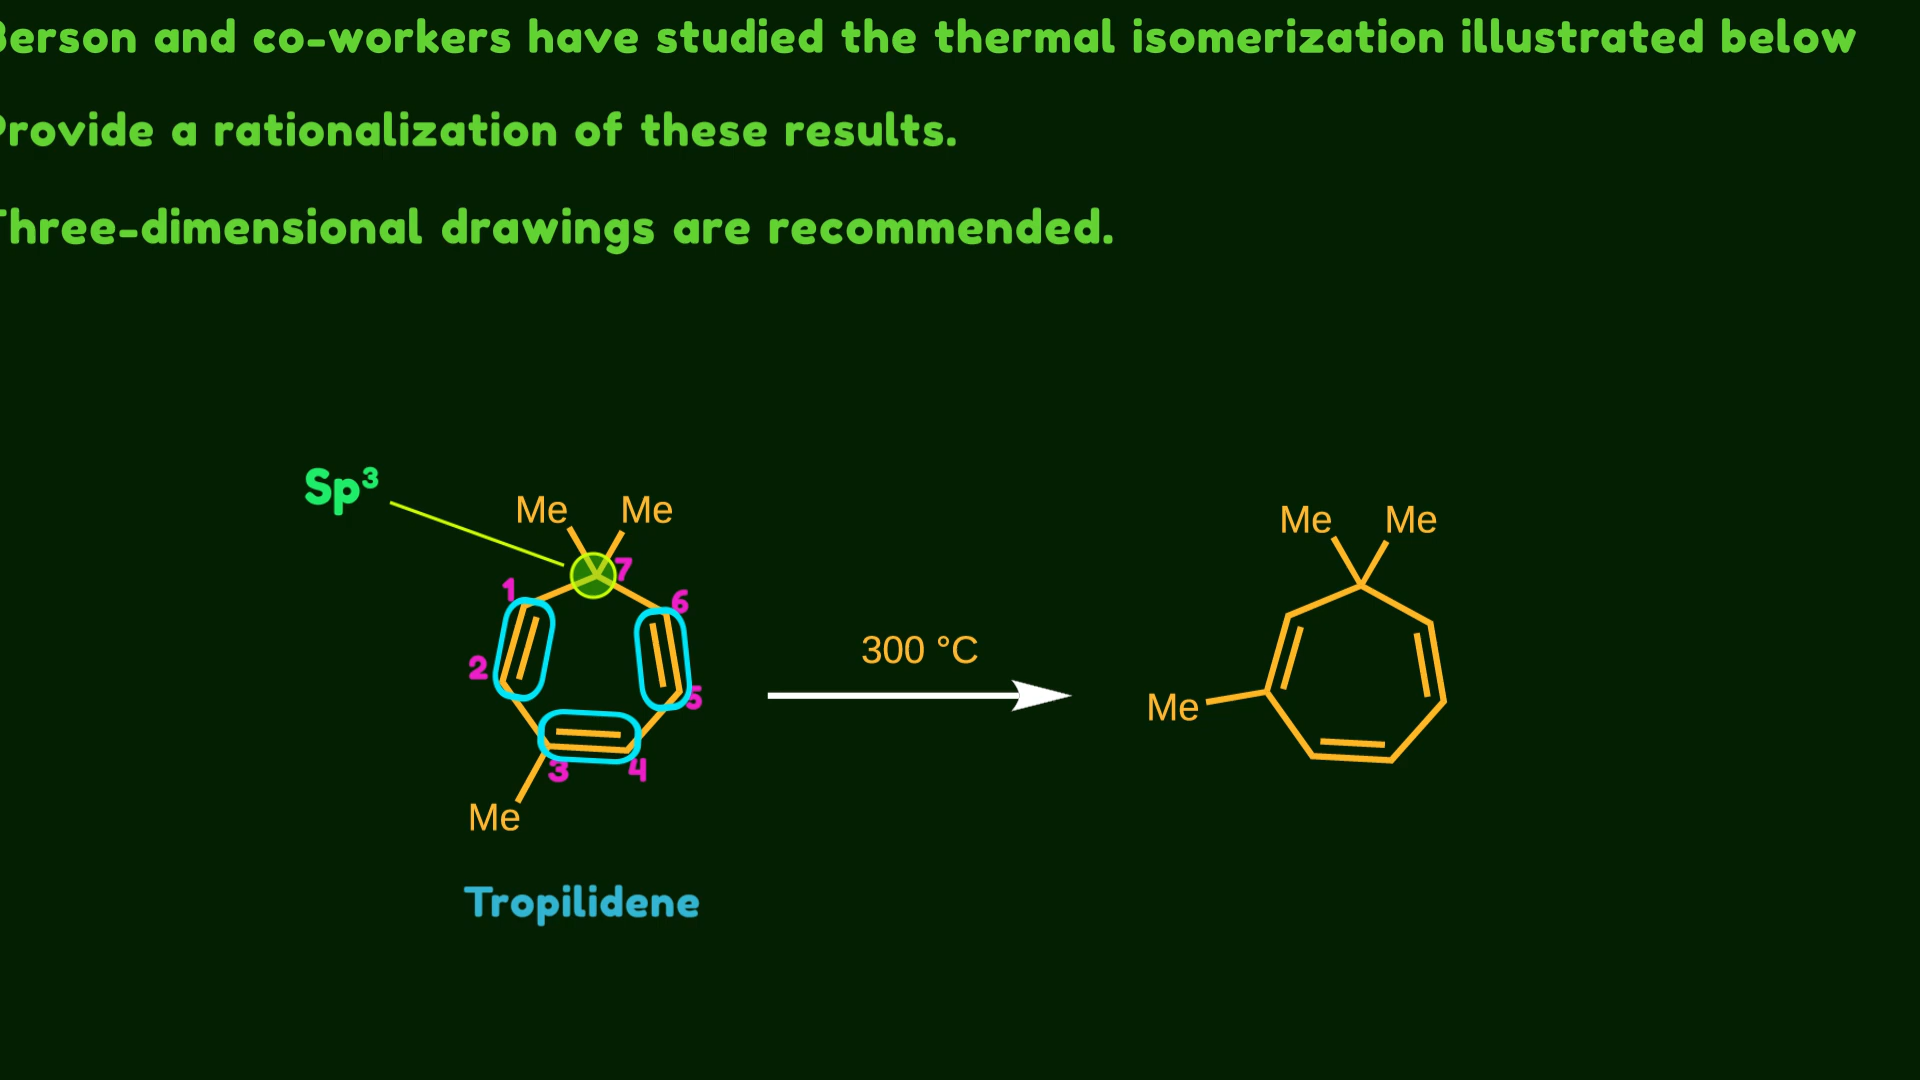 Berson and co-workers have studied the thermal isomerization illustrated below
Provide a rationalization of these results.
Three-dimensional drawings are recommended.
Sp³
Me Me
7
1
6
2
5
3 4
Me
Tropilidene
300 °C
Me Me
Me